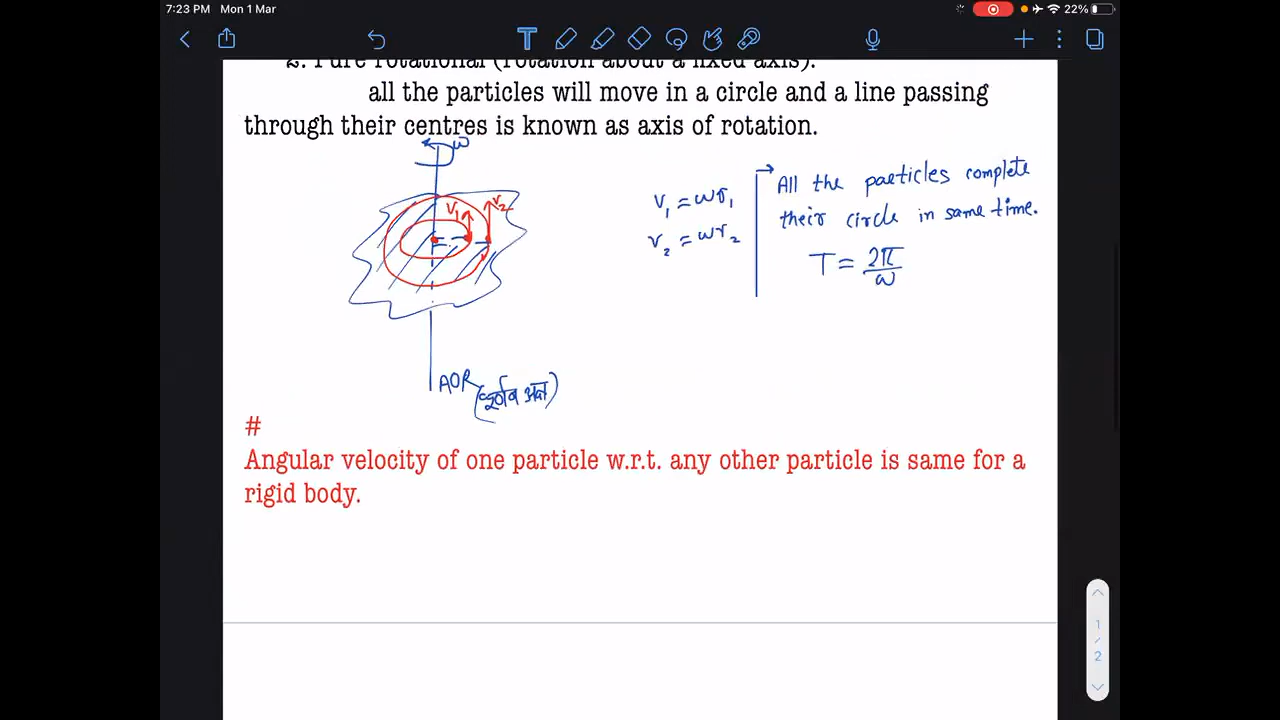 7:23 PM Mon 1 Mar
22%
2. Pure rotational (rotation about a fixed axis).
all the particles will move in a circle and a line passing
through their centres is known as axis of rotation.
ω
v₁
v₂
AOR
v₁ = ωr₁
v₂ = ωr₂
All the particles complete
their circle in same time.
T = 2π/ω
#
Angular velocity of one particle w.r.t. any other particle is same for a
rigid body.
1
/
2